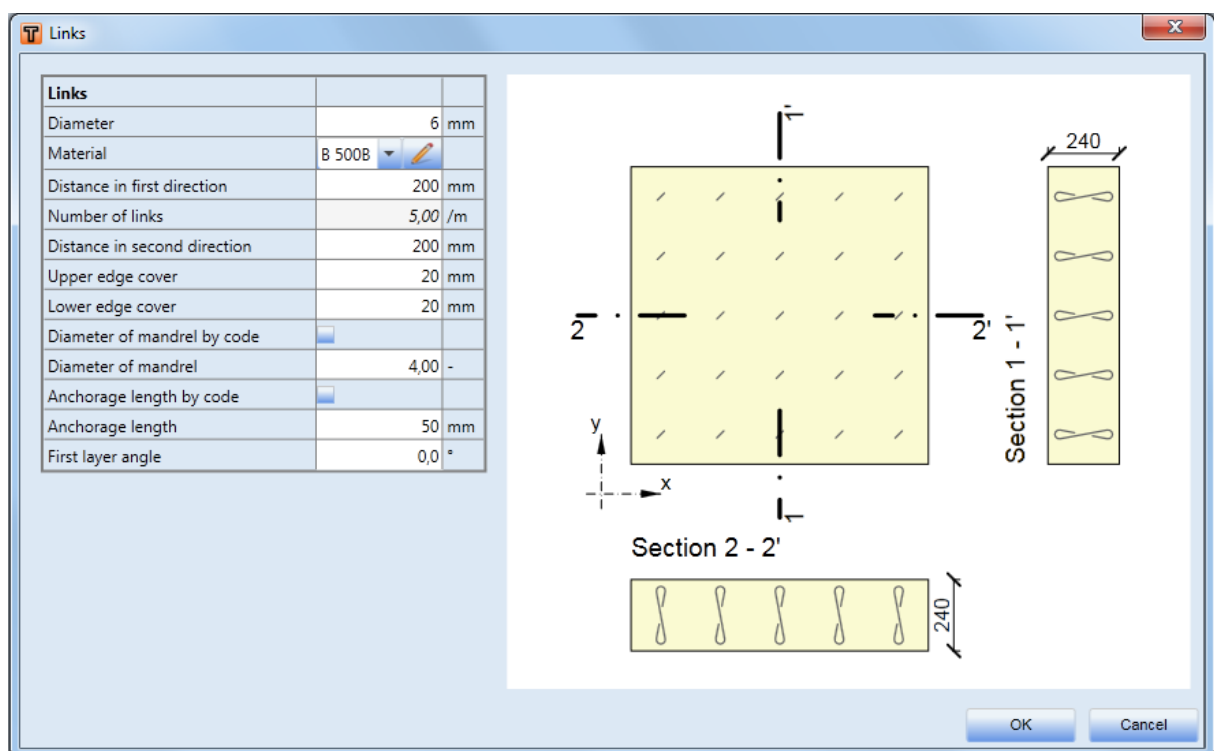 Links
Links
Diameter 6 mm
Material B 500B
Distance in first direction 200 mm
Number of links 5,00 /m
Distance in second direction 200 mm
Upper edge cover 20 mm
Lower edge cover 20 mm
Diameter of mandrel by code
Diameter of mandrel 4,00 -
Anchorage length by code
Anchorage length 50 mm
First layer angle 0,0 °
1'
240
2
2'
Section 1 - 1'
y
x
1
Section 2 - 2'
240
OK Cancel